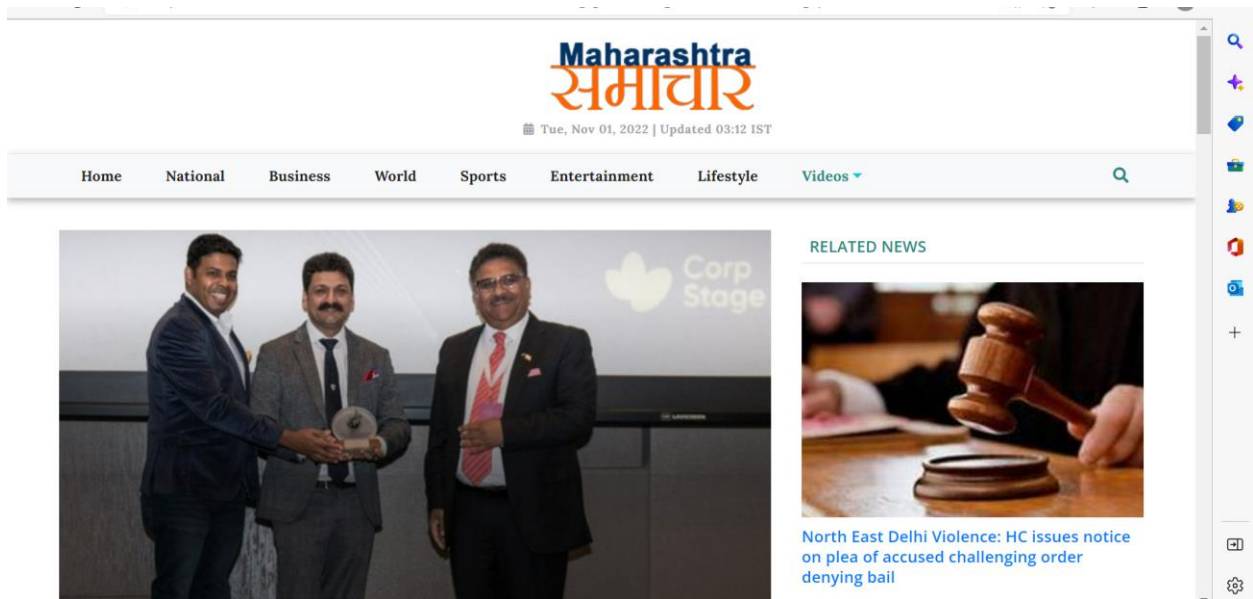 Maharashtra
समाचार
Tue, Nov 01, 2022 | Updated 03:12 IST
Home National Business World Sports Entertainment Lifestyle Videos
Corp
Stage
RELATED NEWS
North East Delhi Violence: HC issues notice
on plea of accused challenging order
denying bail